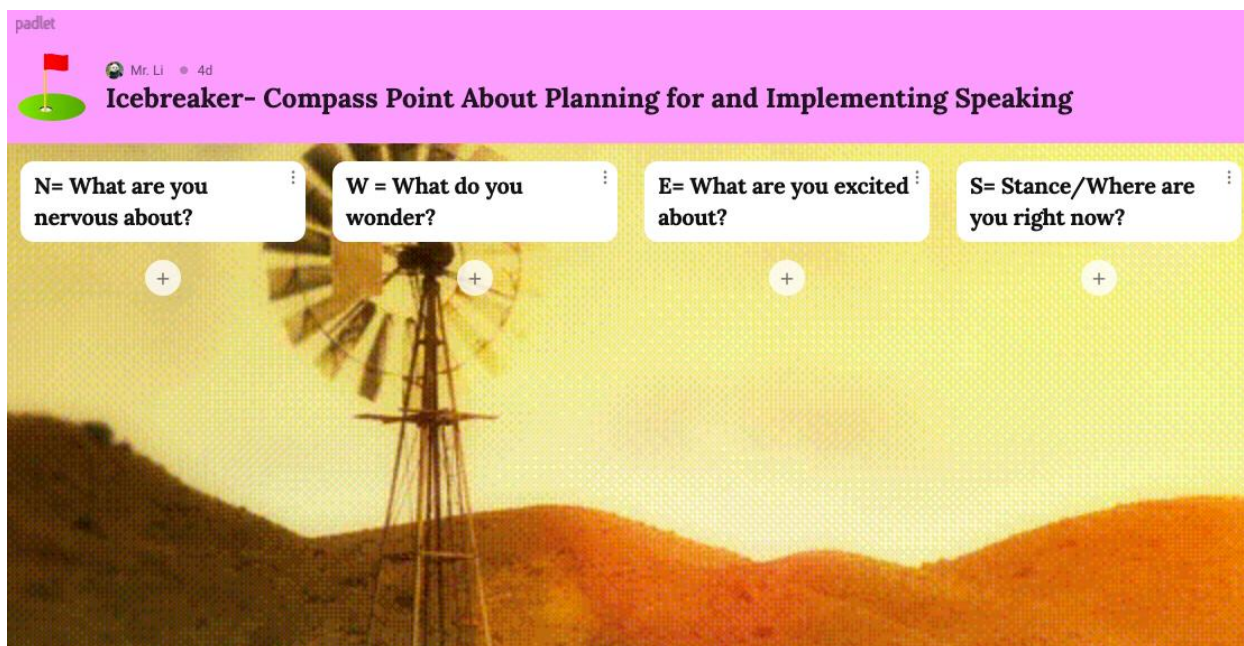 padlet
Mr. Li • 4d
Icebreaker- Compass Point About Planning for and Implementing Speaking
N= What are you
nervous about?
W = What do you
wonder?
E= What are you excited
about?
S= Stance/Where are
you right now?